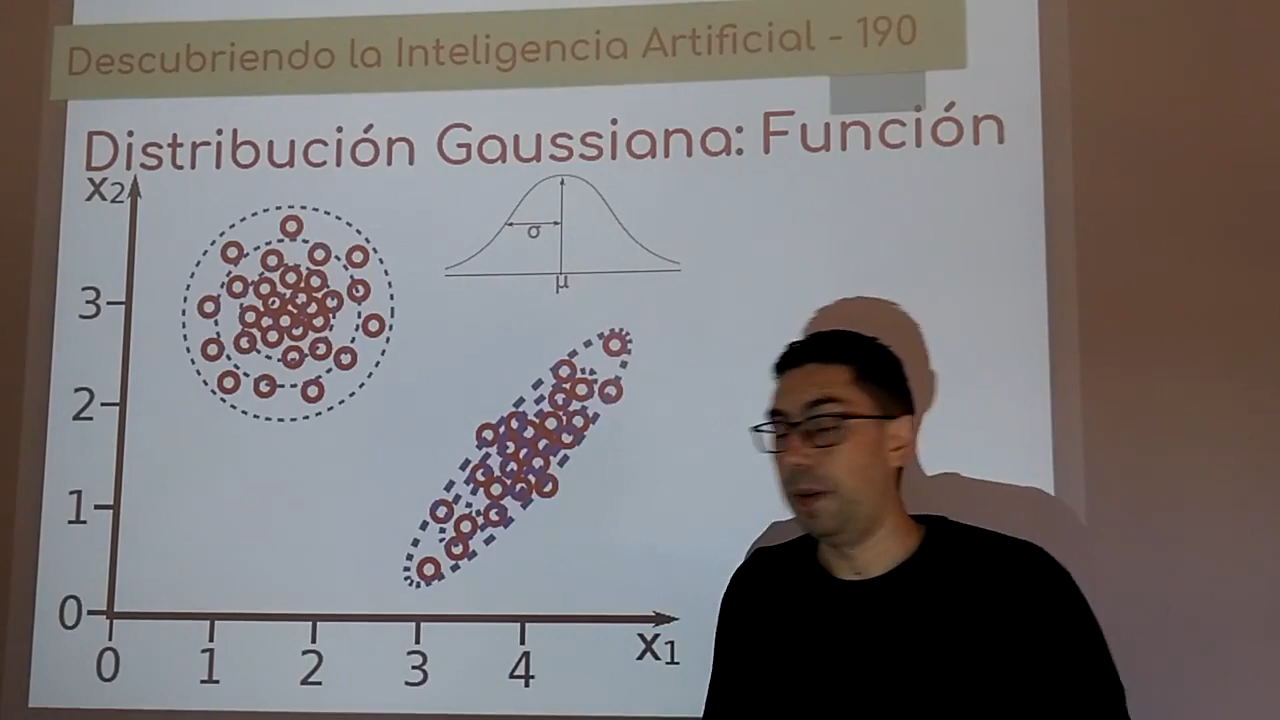 Descubriendo la Inteligencia Artificial - 190
Distribución Gaussiana: Función
x2
σ
μ
3
2
1
0
0 1 2 3 4
x1